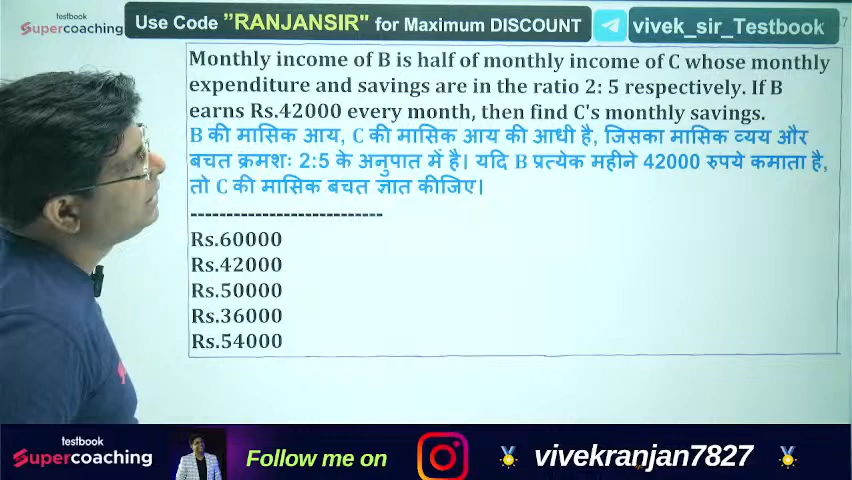 testbook
Supercoaching
Use Code ”RANJANSIR" for Maximum DISCOUNT
vivek_sir_Testbook
Monthly income of B is half of monthly income of C whose monthly
expenditure and savings are in the ratio 2: 5 respectively. If B
earns Rs.42000 every month, then find C's monthly savings.
B की मासिक आय, C की मासिक आय की आधी है, जिसका मासिक व्यय और
बचत क्रमशः 2:5 के अनुपात में है। यदि B प्रत्येक महीने 42000 रुपये कमाता है,
तो C की मासिक बचत ज्ञात कीजिए।
---------------------------
Rs.60000
Rs.42000
Rs.50000
Rs.36000
Rs.54000
testbook
Supercoaching
Follow me on
vivekranjan7827